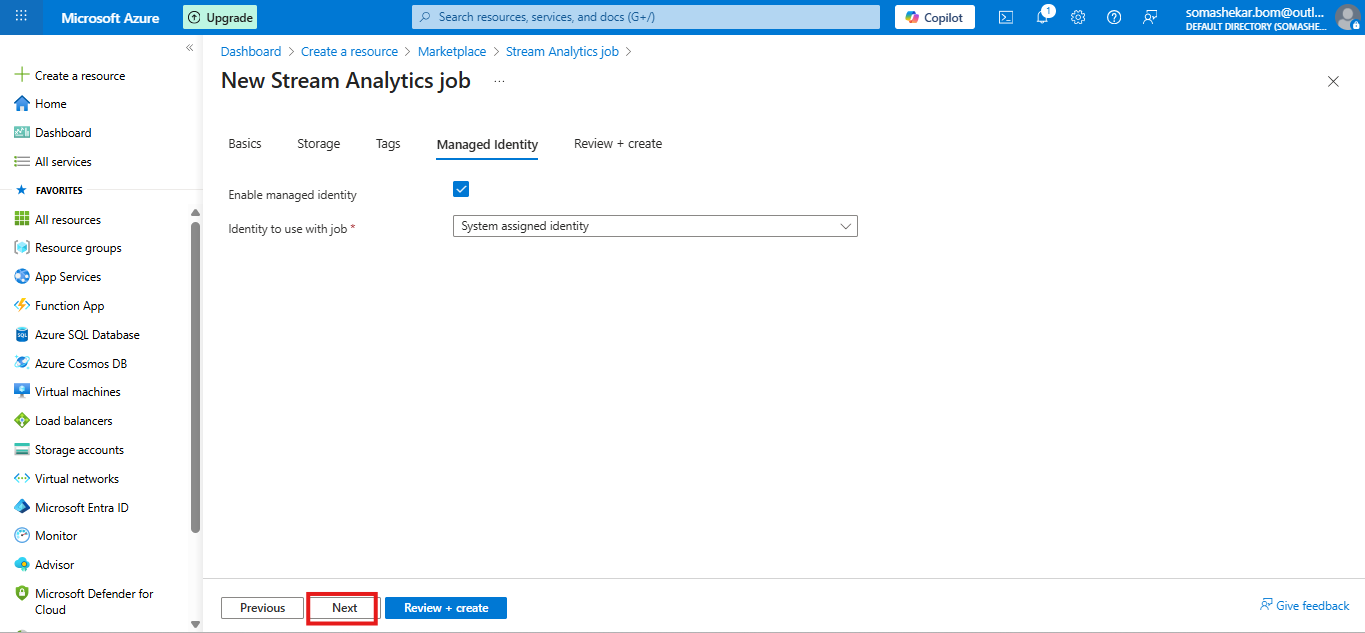 Microsoft Azure
Upgrade
Search resources, services, and docs (G+/)
Copilot
1
somashekar.bom@outl...
DEFAULT DIRECTORY (SOMASHE...
Create a resource
Home
Dashboard
All services
FAVORITES
All resources
Resource groups
App Services
Function App
SQL
Azure SQL Database
Azure Cosmos DB
Virtual machines
Load balancers
Storage accounts
Virtual networks
Microsoft Entra ID
Monitor
Advisor
Microsoft Defender for
Cloud
Dashboard > Create a resource > Marketplace > Stream Analytics job >
New Stream Analytics job ...
Basics Storage Tags Managed Identity Review + create
Enable managed identity
Identity to use with job * System assigned identity
Previous Next Review + create
Give feedback